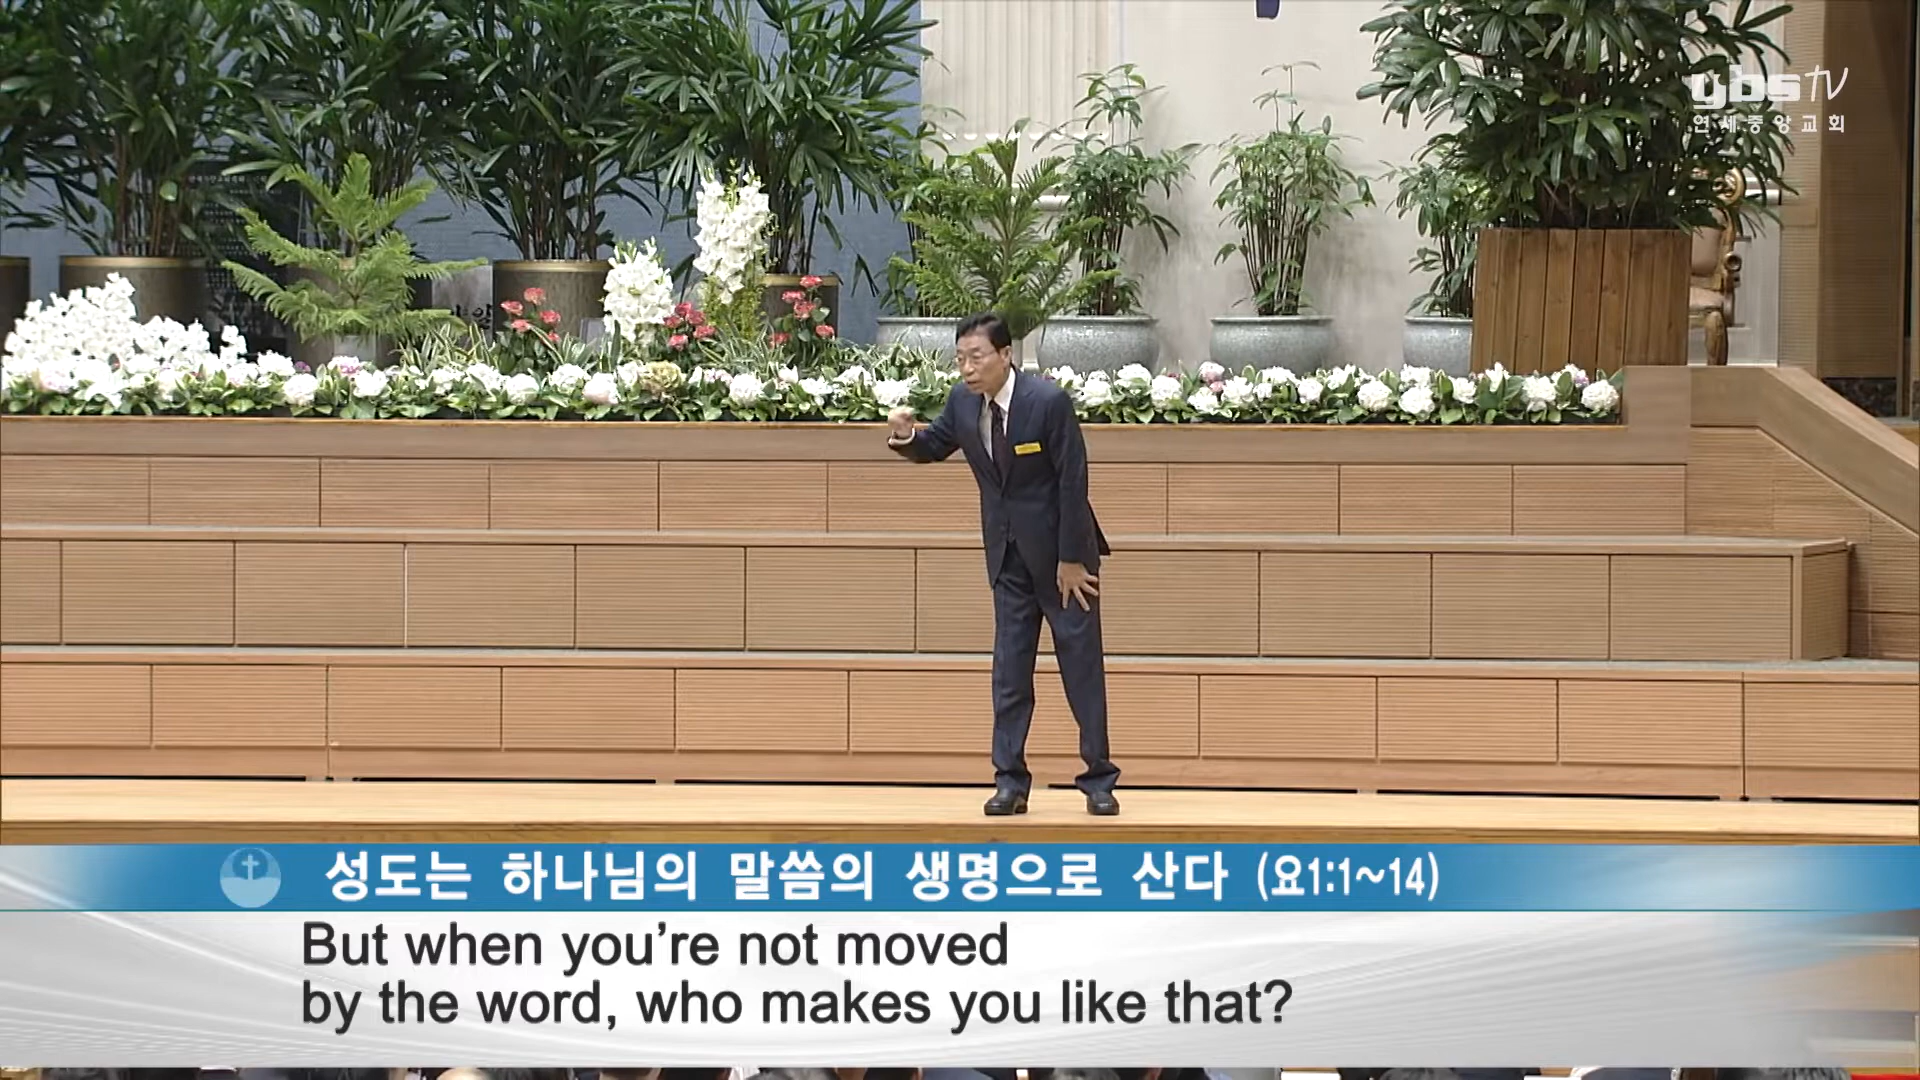 ybstv
연세중앙교회
성도는 하나님의 말씀의 생명으로 산다 (요1:1~14)
But when you're not moved
by the word, who makes you like that?